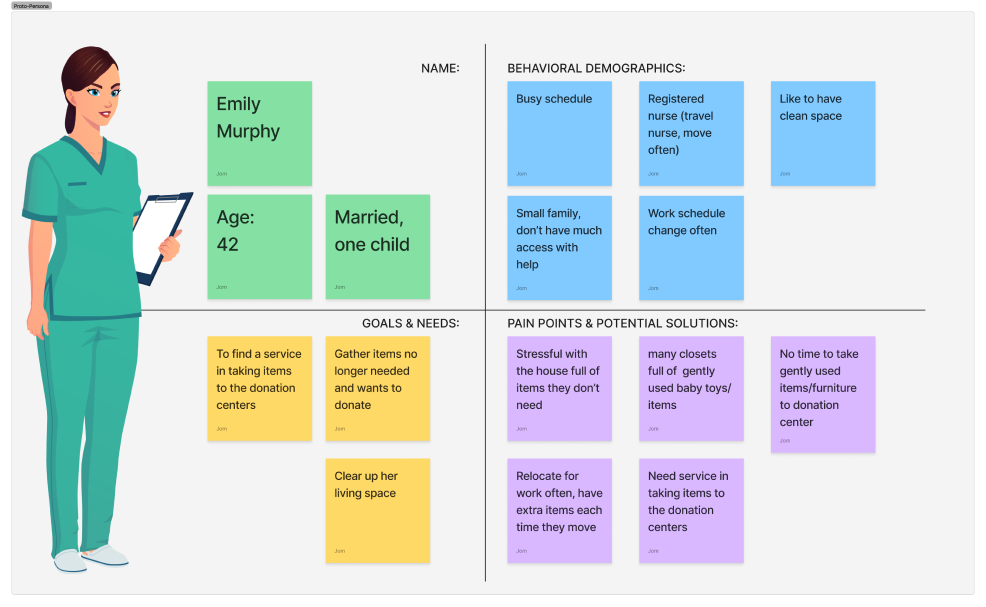 Proto-Persona
NAME:
Emily
Murphy
Jom
Age:
42
Jom
Married,
one child
Jom
BEHAVIORAL DEMOGRAPHICS:
Busy schedule
Jom
Registered
nurse (travel
nurse, move
often)
Jom
Like to have
clean space
Jom
Small family,
don't have much
access with
help
Jom
Work schedule
change often
Jom
GOALS & NEEDS:
To find a service
in taking items
to the donation
centers
Jom
Gather items no
longer needed
and wants to
donate
Jom
Clear up her
living space
Jom
PAIN POINTS & POTENTIAL SOLUTIONS:
Stressful with
the house full of
items they don't
need
Jom
many closets
full of gently
used baby toys/
items
Jom
No time to take
gently used
items/furniture
to donation
center
Jom
Relocate for
work often, have
extra items each
time they move
Jom
Need service in
taking items to
the donation
centers
Jom